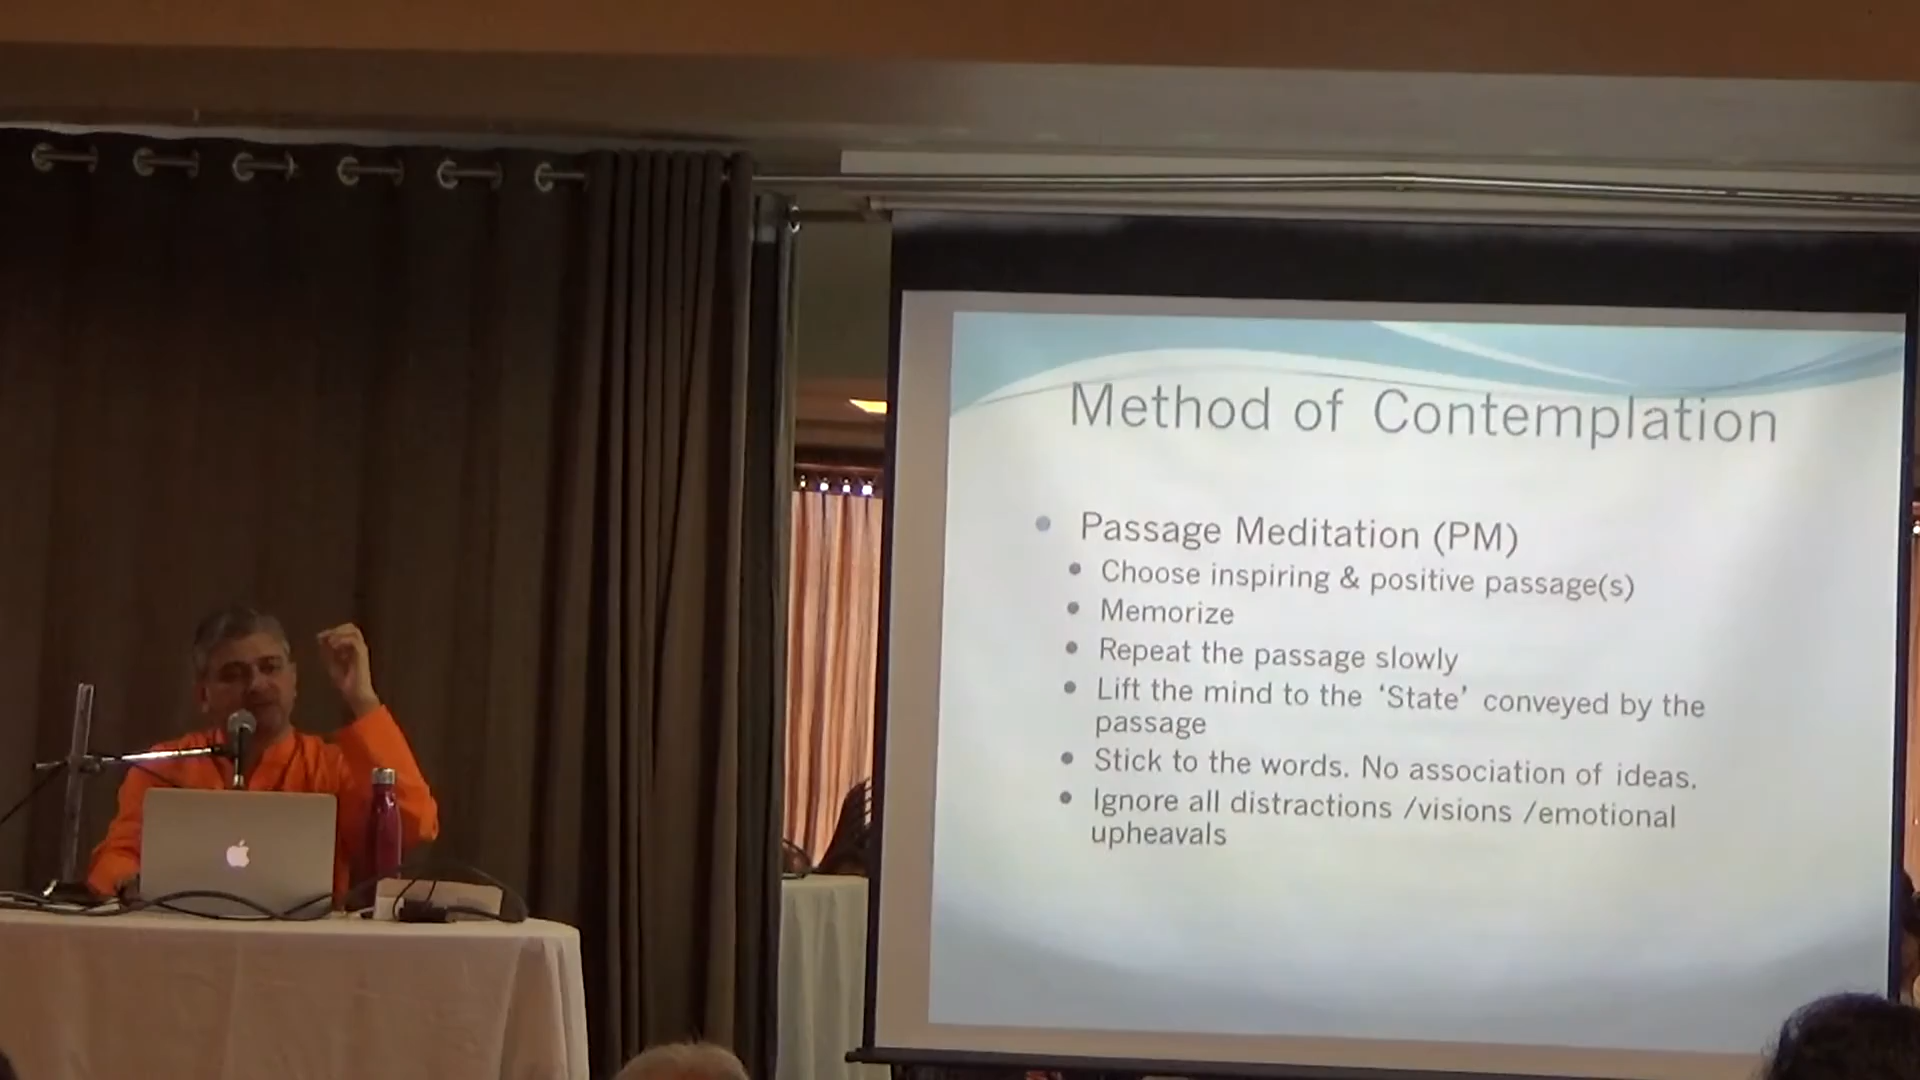 Method of Contemplation
Passage Meditation (PM)
Choose inspiring & positive passage(s)
Memorize
Repeat the passage slowly
Lift the mind to the ‘State’ conveyed by the
passage
Stick to the words. No association of ideas.
Ignore all distractions /visions /emotional
upheavals